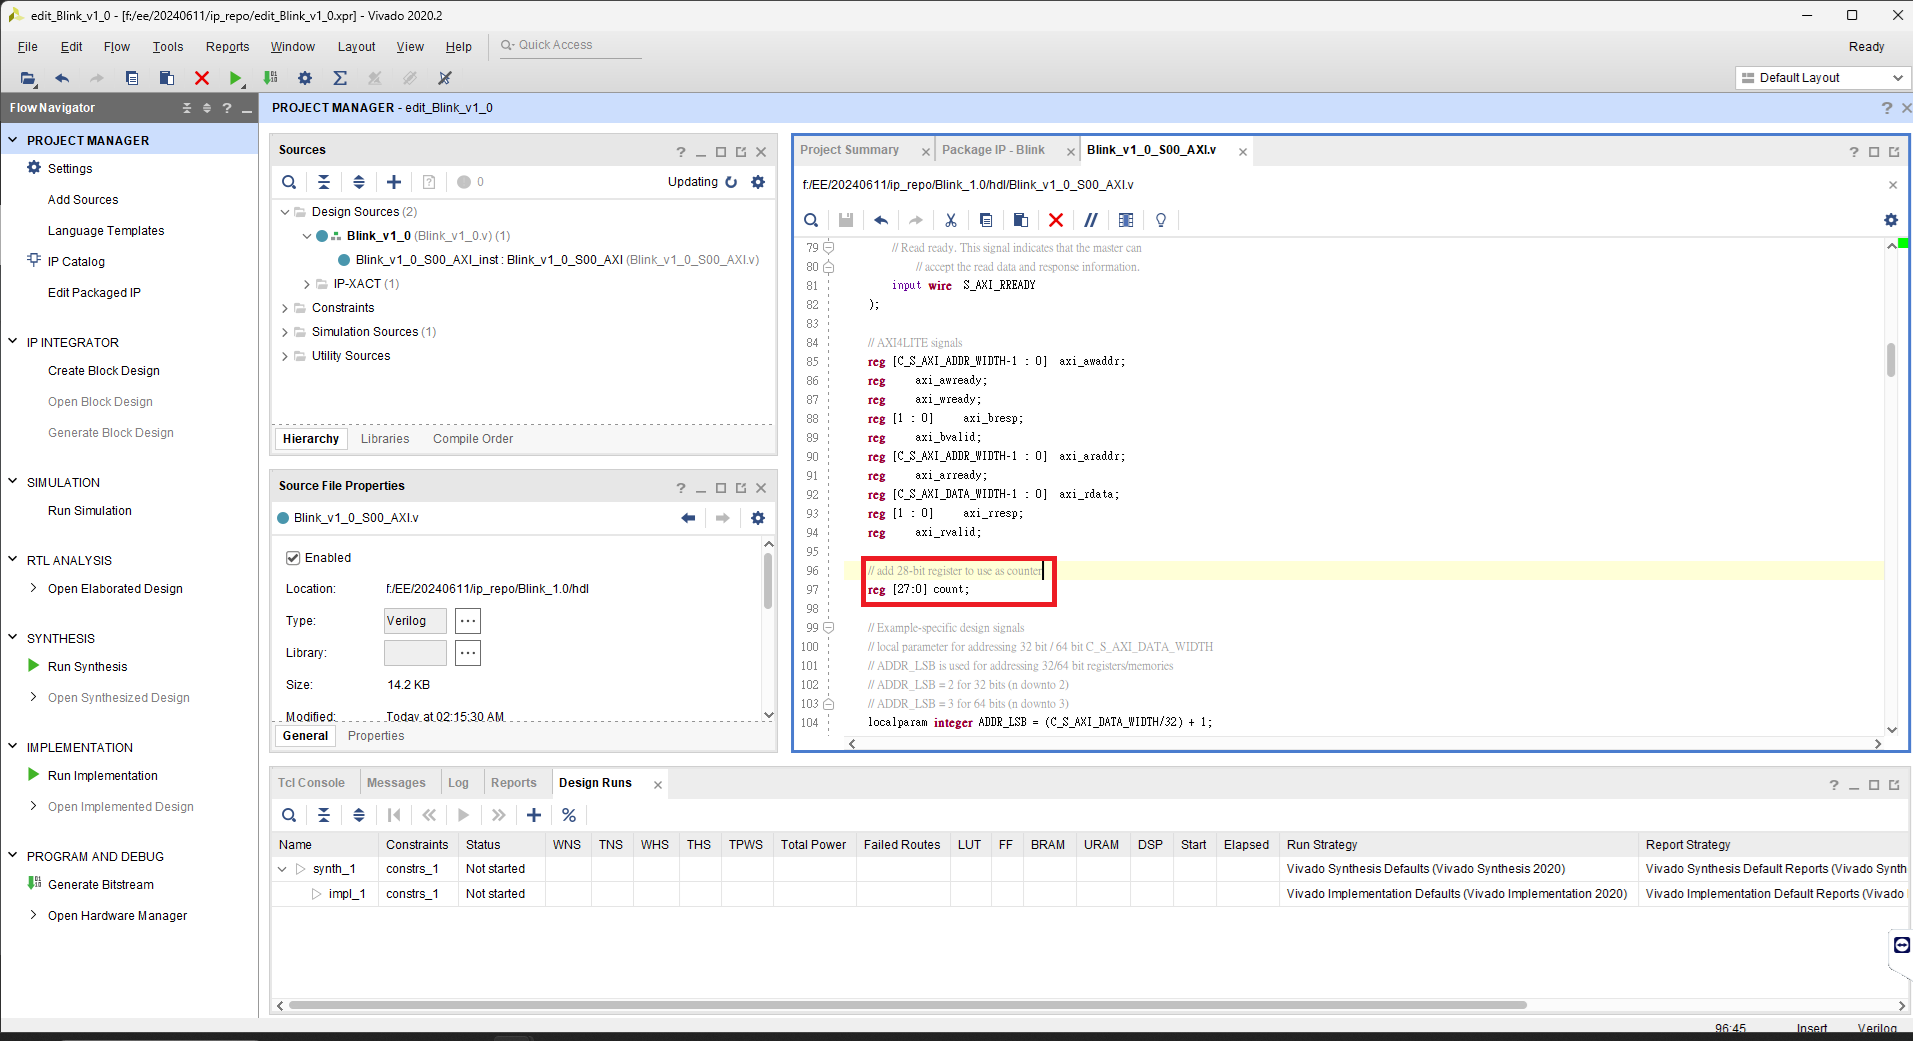 edit_Blink_v1_0 - [f:/ee/20240611/ip_repo/edit_Blink_v1_0.xpr] - Vivado 2020.2
File Edit Flow Tools Reports Window Layout View Help Quick Access
Ready
Default Layout
Flow Navigator
PROJECT MANAGER
Settings
Add Sources
Language Templates
IP Catalog
Edit Packaged IP
IP INTEGRATOR
Create Block Design
Open Block Design
Generate Block Design
SIMULATION
Run Simulation
RTL ANALYSIS
Open Elaborated Design
SYNTHESIS
Run Synthesis
Open Synthesized Design
IMPLEMENTATION
Run Implementation
Open Implemented Design
PROGRAM AND DEBUG
Generate Bitstream
Open Hardware Manager
PROJECT MANAGER - edit_Blink_v1_0
Sources
0
Updating
Design Sources (2)
Blink_v1_0 (Blink_v1_0.v) (1)
Blink_v1_0_S00_AXI_inst : Blink_v1_0_S00_AXI (Blink_v1_0_S00_AXI.v)
IP-XACT (1)
Constraints
Simulation Sources (1)
Utility Sources
Hierarchy Libraries Compile Order
Source File Properties
Blink_v1_0_S00_AXI.v
Enabled
Location: f:/EE/20240611/ip_repo/Blink_1.0/hdl
Type: Verilog ...
Library: ...
Size: 14.2 KB
Modified: Today at 02:15:30 AM
General Properties
Project Summary Package IP - Blink Blink_v1_0_S00_AXI.v
f:/EE/20240611/ip_repo/Blink_1.0/hdl/Blink_v1_0_S00_AXI.v
79 // Read ready. This signal indicates that the master can
80 // accept the read data and response information.
81 input wire S_AXI_RREADY
82 );
83
84 // AXI4LITE signals
85 reg [C_S_AXI_ADDR_WIDTH-1 : 0] axi_awaddr;
86 reg axi_awready;
87 reg axi_wready;
88 reg [1 : 0] axi_bresp;
89 reg axi_bvalid;
90 reg [C_S_AXI_ADDR_WIDTH-1 : 0] axi_araddr;
91 reg axi_arready;
92 reg [C_S_AXI_DATA_WIDTH-1 : 0] axi_rdata;
93 reg [1 : 0] axi_rresp;
94 reg axi_rvalid;
95
96 // add 28-bit register to use as counter
97 reg [27:0] count;
98
99 // Example-specific design signals
100 // local parameter for addressing 32 bit / 64 bit C_S_AXI_DATA_WIDTH
101 // ADDR_LSB is used for addressing 32/64 bit registers/memories
102 // ADDR_LSB = 2 for 32 bits (n downto 2)
103 // ADDR_LSB = 3 for 64 bits (n downto 3)
104 localparam integer ADDR_LSB = (C_S_AXI_DATA_WIDTH/32) + 1;
Tcl Console Messages Log Reports Design Runs
Name Constraints Status WNS TNS WHS THS TPWS Total Power Failed Routes LUT FF BRAM URAM DSP Start Elapsed Run Strategy Report Strategy
synth_1 constrs_1 Not started Vivado Synthesis Defaults (Vivado Synthesis 2020) Vivado Synthesis Default Reports (Vivado Synth
impl_1 constrs_1 Not started Vivado Implementation Defaults (Vivado Implementation 2020) Vivado Implementation Default Reports (Vivado
96:45 Insert Verilog